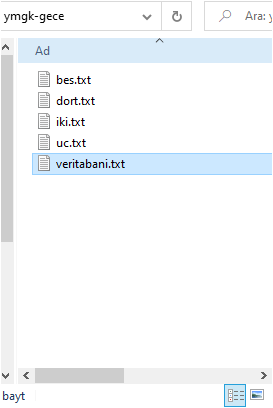 ymgk-gece
Ara: y
Ad
bes.txt
dort.txt
iki.txt
uc.txt
veritabani.txt
bayt